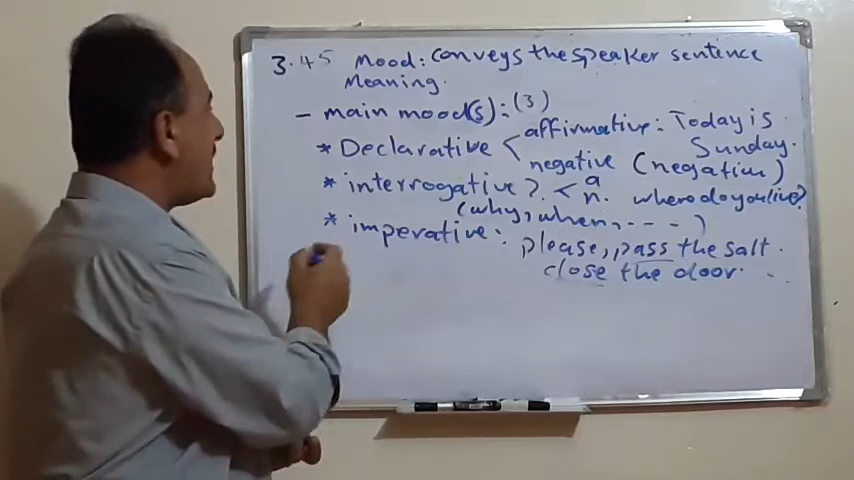 3.45 Mood: Conveys the speaker sentence
Meaning.
- main mood(s): (3)
* Declarative < affirmative: Today is
Sunday.
negative (negation)
* interrogative?. < a
n. where do you live?
(why, when, - - - )
* imperative: please, pass the salt.
close the door.